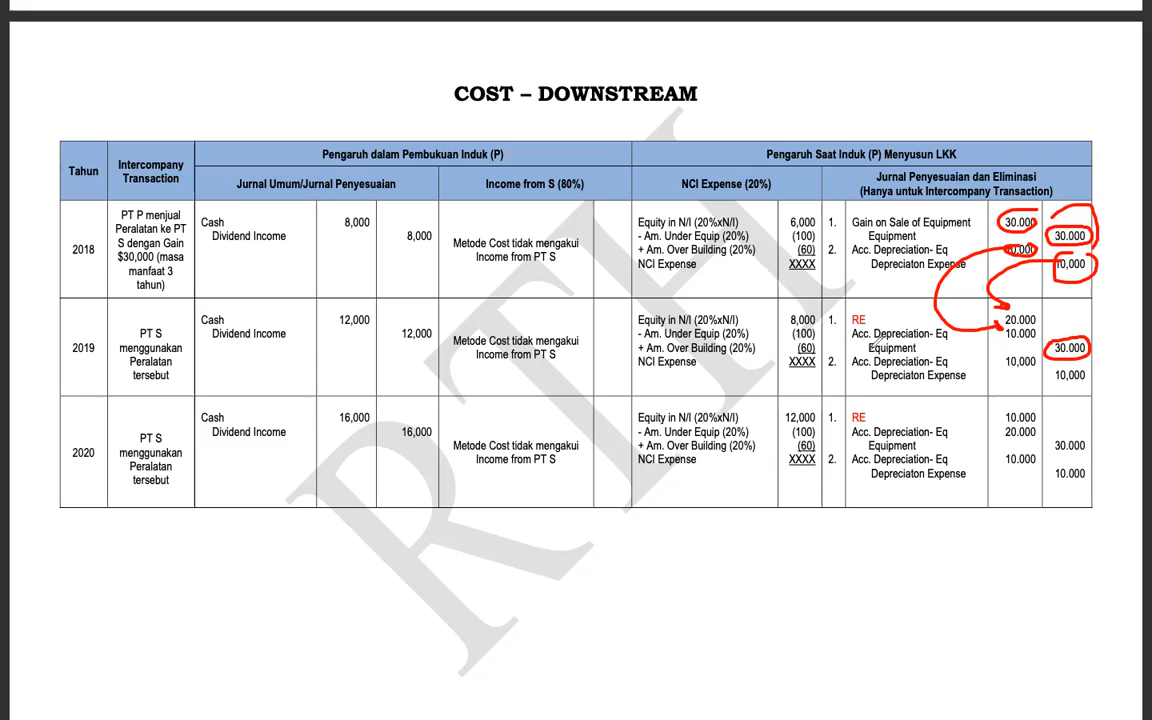 COST – DOWNSTREAM
Tahun
Intercompany
Transaction
Pengaruh dalam Pembukuan Induk (P)
Pengaruh Saat Induk (P) Menyusun LKK
Jurnal Umum/Jurnal Penyesuaian
Income from S (80%)
NCI Expense (20%)
Jurnal Penyesuaian dan Eliminasi
(Hanya untuk Intercompany Transaction)
2018
PT P menjual
Peralatan ke PT
S dengan Gain
$30,000 (masa
manfaat 3
tahun)
Cash 8,000
Dividend Income 8,000
Metode Cost tidak mengakui
Income from PT S
Equity in N/I (20%xN/I) 6,000
- Am. Under Equip (20%) (100)
+ Am. Over Building (20%) (60)
NCI Expense XXXX
1. Gain on Sale of Equipment 30.000
Equipment 30.000
2. Acc. Depreciation- Eq 10,000
Depreciaton Expense 10,000
2019
PT S
menggunakan
Peralatan
tersebut
Cash 12,000
Dividend Income 12,000
Metode Cost tidak mengakui
Income from PT S
Equity in N/I (20%xN/I) 8,000
- Am. Under Equip (20%) (100)
+ Am. Over Building (20%) (60)
NCI Expense XXXX
1. RE 20.000
Acc. Depreciation- Eq 10.000
Equipment 30.000
2. Acc. Depreciation- Eq 10,000
Depreciaton Expense 10,000
2020
PT S
menggunakan
Peralatan
tersebut
Cash 16,000
Dividend Income 16,000
Metode Cost tidak mengakui
Income from PT S
Equity in N/I (20%xN/I) 12,000
- Am. Under Equip (20%) (100)
+ Am. Over Building (20%) (60)
NCI Expense XXXX
1. RE 10.000
Acc. Depreciation- Eq 20.000
Equipment 30.000
2. Acc. Depreciation- Eq 10.000
Depreciaton Expense 10.000
RTH